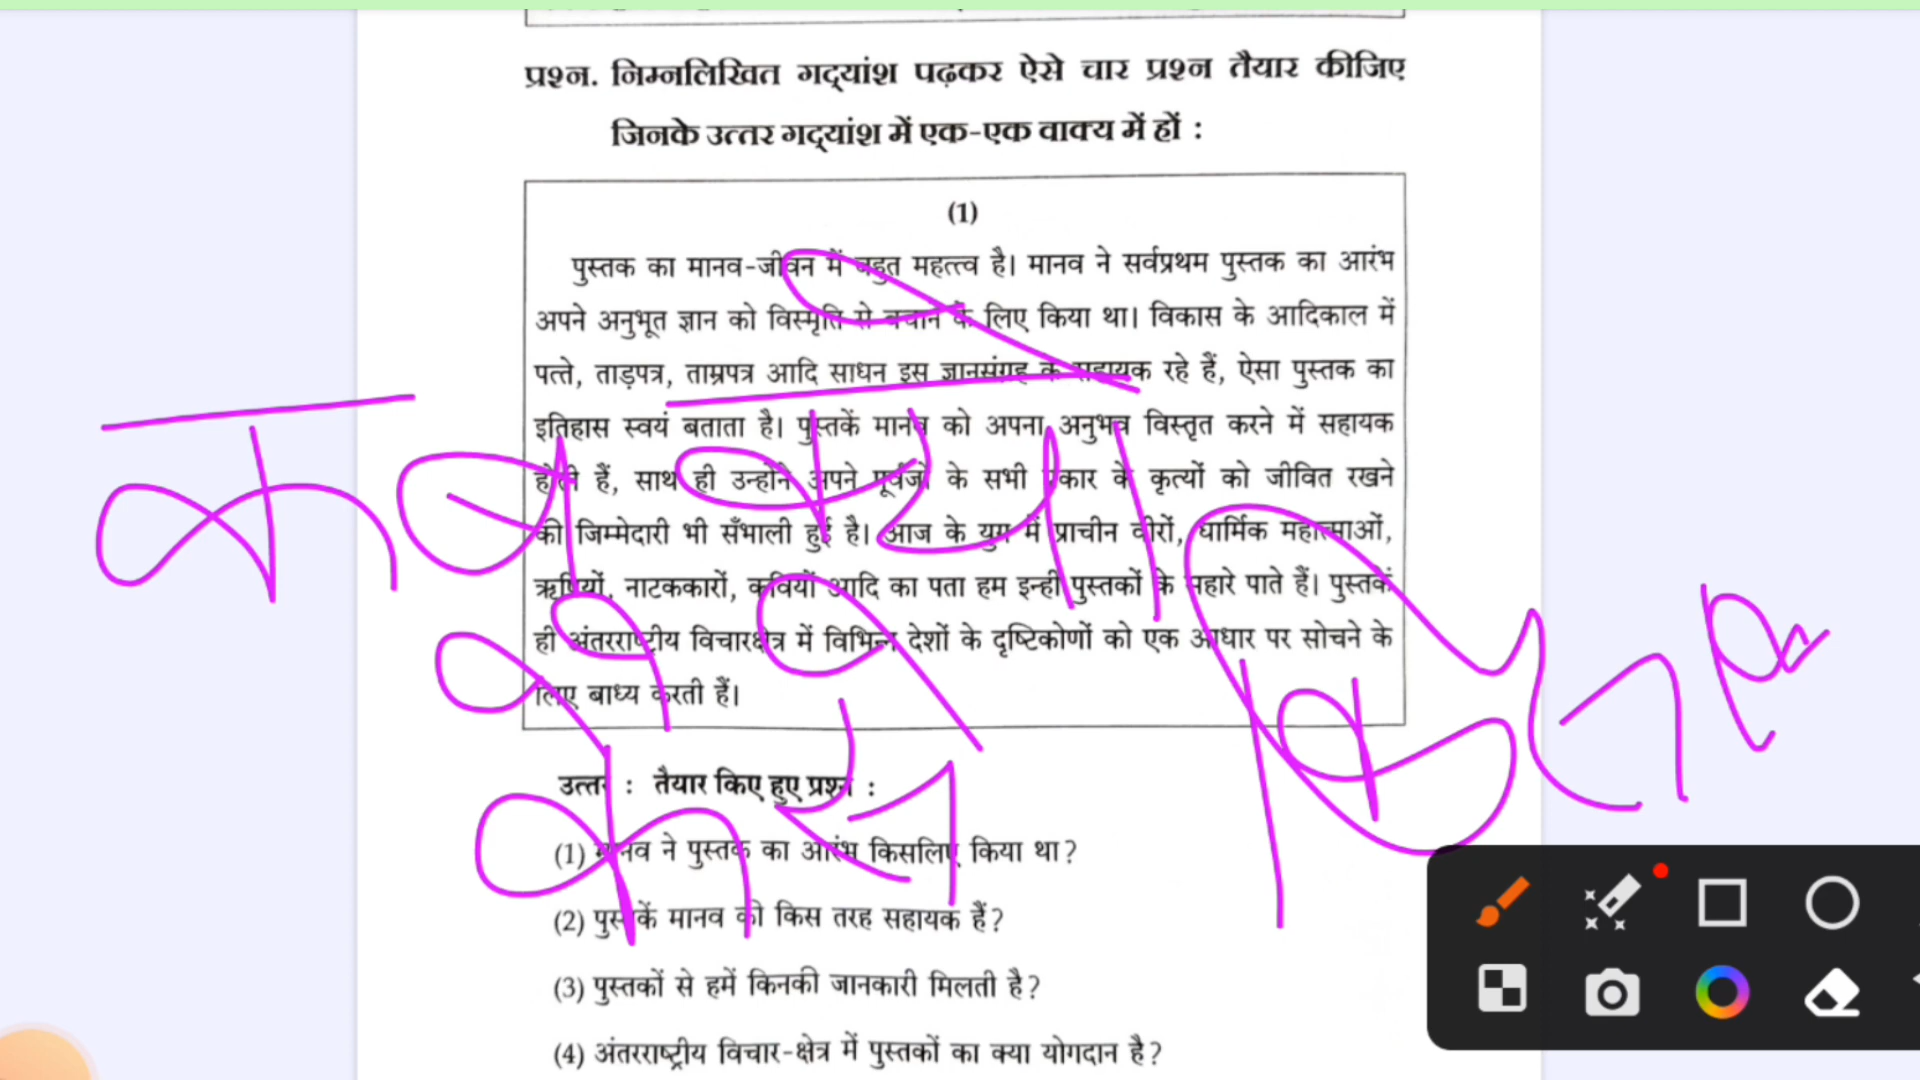 प्रश्न. निम्नलिखित गद्यांश पढ़कर ऐसे चार प्रश्न तैयार कीजिए
जिनके उत्तर गद्यांश में एक-एक वाक्य में हों :
(1)
पुस्तक का मानव-जीवन में बहुत महत्त्व है। मानव ने सर्वप्रथम पुस्तक का आरंभ
अपने अनुभूत ज्ञान को विस्मृति से बचाने के लिए किया था। विकास के आदिकाल में
पत्ते, ताड़पत्र, ताम्रपत्र आदि साधन इस ज्ञानसंग्रह के सहायक रहे हैं, ऐसा पुस्तक का
इतिहास स्वयं बताता है। पुस्तकें मानव को अपना अनुभव विस्तृत करने में सहायक
होती हैं, साथ ही उन्होंने अपने पूर्वजों के सभी प्रकार के कृत्यों को जीवित रखने
की जिम्मेदारी भी सँभाली हुई है। आज के युग में प्राचीन वीरों, धार्मिक महात्माओं,
ऋषियों, नाटककारों, कवियों आदि का पता हम इन्हीं पुस्तकों के सहारे पाते हैं। पुस्तकें
ही अंतरराष्ट्रीय विचारक्षेत्र में विभिन्न देशों के दृष्टिकोणों को एक आधार पर सोचने के
लिए बाध्य करती हैं।
उत्तर : तैयार किए हुए प्रश्न :
(1) मानव ने पुस्तक का आरंभ किसलिए किया था?
(2) पुस्तकें मानव की किस तरह सहायक हैं?
(3) पुस्तकों से हमें किनकी जानकारी मिलती है?
(4) अंतरराष्ट्रीय विचार-क्षेत्र में पुस्तकों का क्या योगदान है?